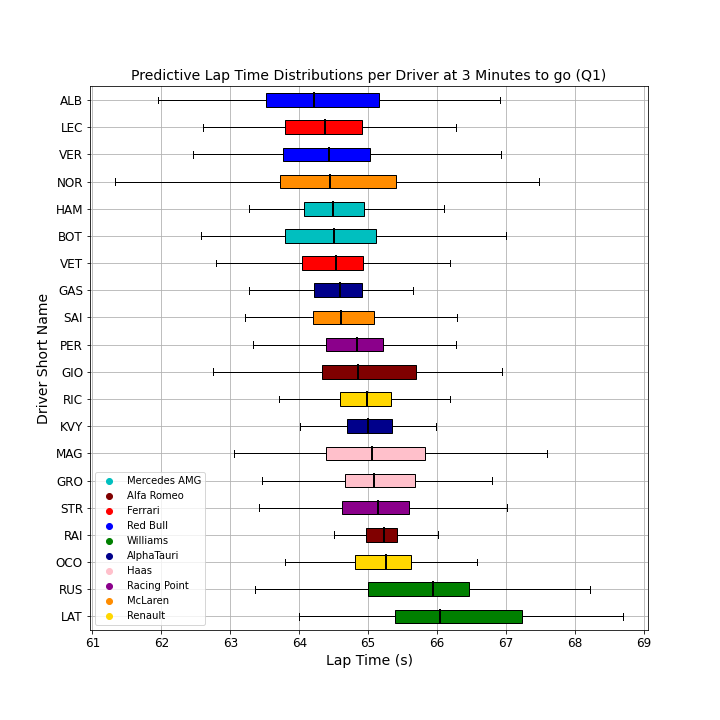 Predictive Lap Time Distributions per Driver at 3 Minutes to go (Q1)
Driver Short Name
ALB
LEC
VER
NOR
HAM
BOT
VET
GAS
SAI
PER
GIO
RIC
KVY
MAG
GRO
STR
RAI
OCO
RUS
LAT
Mercedes AMG
Alfa Romeo
Ferrari
Red Bull
Williams
AlphaTauri
Haas
Racing Point
McLaren
Renault
61 62 63 64 65 66 67 68 69
Lap Time (s)